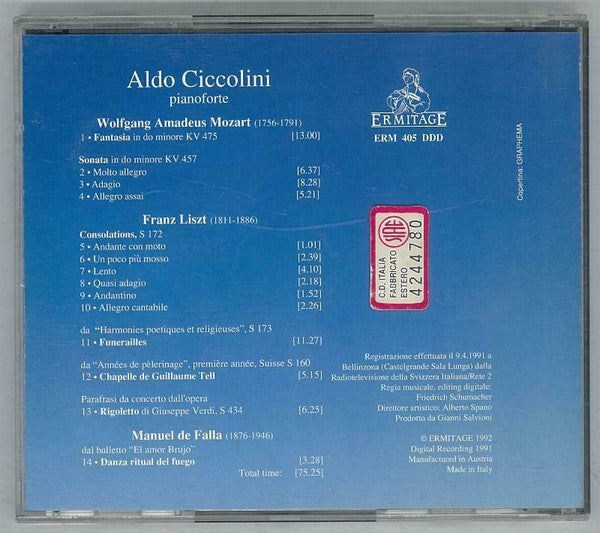 Aldo Ciccolini
pianoforte
Wolfgang Amadeus Mozart (1756-1791)
1 • Fantasia in do minore KV 475 [13.00]
Sonata in do minore KV 457
2 • Molto allegro [6.37]
3 • Adagio [8.28]
4 • Allegro assai [5.21]
Franz Liszt (1811-1886)
Consolations, S 172
5 • Andante con moto [1.01]
6 • Un poco più mosso [2.39]
7 • Lento [4.10]
8 • Quasi adagio [2.18]
9 • Andantino [1.52]
10 • Allegro cantabile [2.26]
da "Harmonies poetiques et religieuses", S 173
11 • Funerailles [11.27]
da "Années de pèlerinage", première année, Suisse S 160
12 • Chapelle de Guillaume Tell [5.15]
Parafrasi da concerto dall'opera
13 • Rigoletto di Giuseppe Verdi, S 434 [6.25]
Manuel de Falla (1876-1946)
dal balletto "El amor Brujo"
14 • Danza ritual del fuego [3.28]
Total time: [75.25]
ERMITAGE
ERM 405 DDD
Copertina: GRAPHEMA
SIAE
C.D. ITALIA
FABBRICATO
ESTERO
4244780
Registrazione effettuata il 9.4.1991 a
Bellinzona (Castelgrande Sala Lunga) dalla
Radiotelevisione della Svizzera Italiana/Rete 2
Regia musicale, editing digitale:
Friedrich Schumacher
Direttore artistico: Alberto Spano
Prodotto da Gianni Salvioni
© ERMITAGE 1992
Digital Recording 1991
Manufactured in Austria
Made in Italy